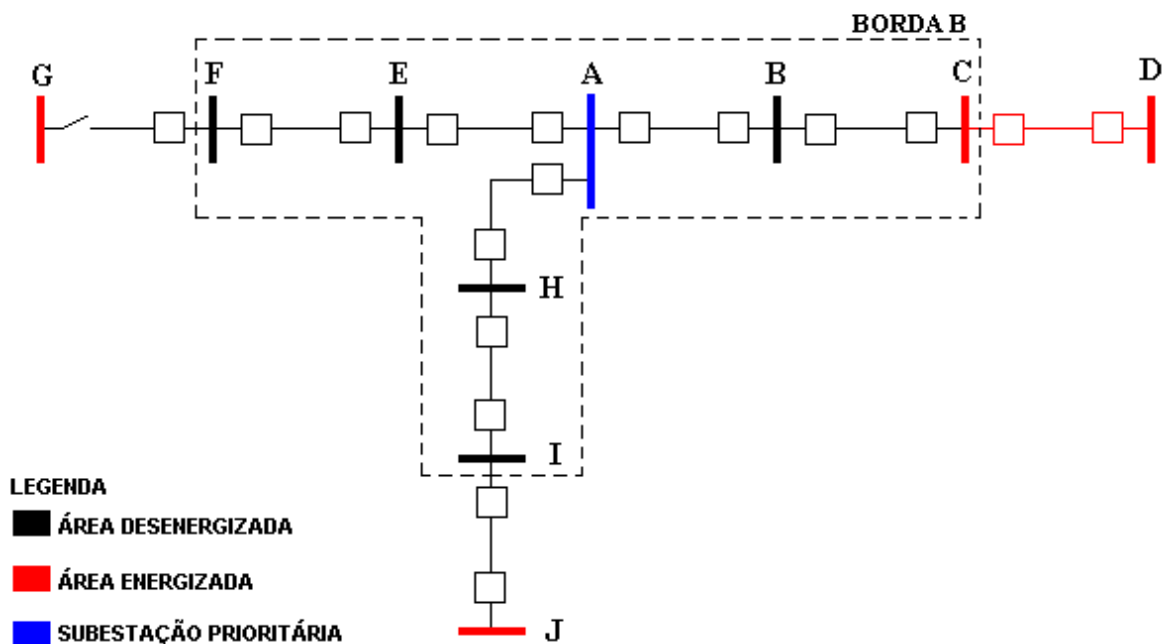 BORDA B
G F E A B C D
H
I
J
LEGENDA
ÁREA DESENERGIZADA
ÁREA ENERGIZADA
SUBESTAÇÃO PRIORITÁRIA